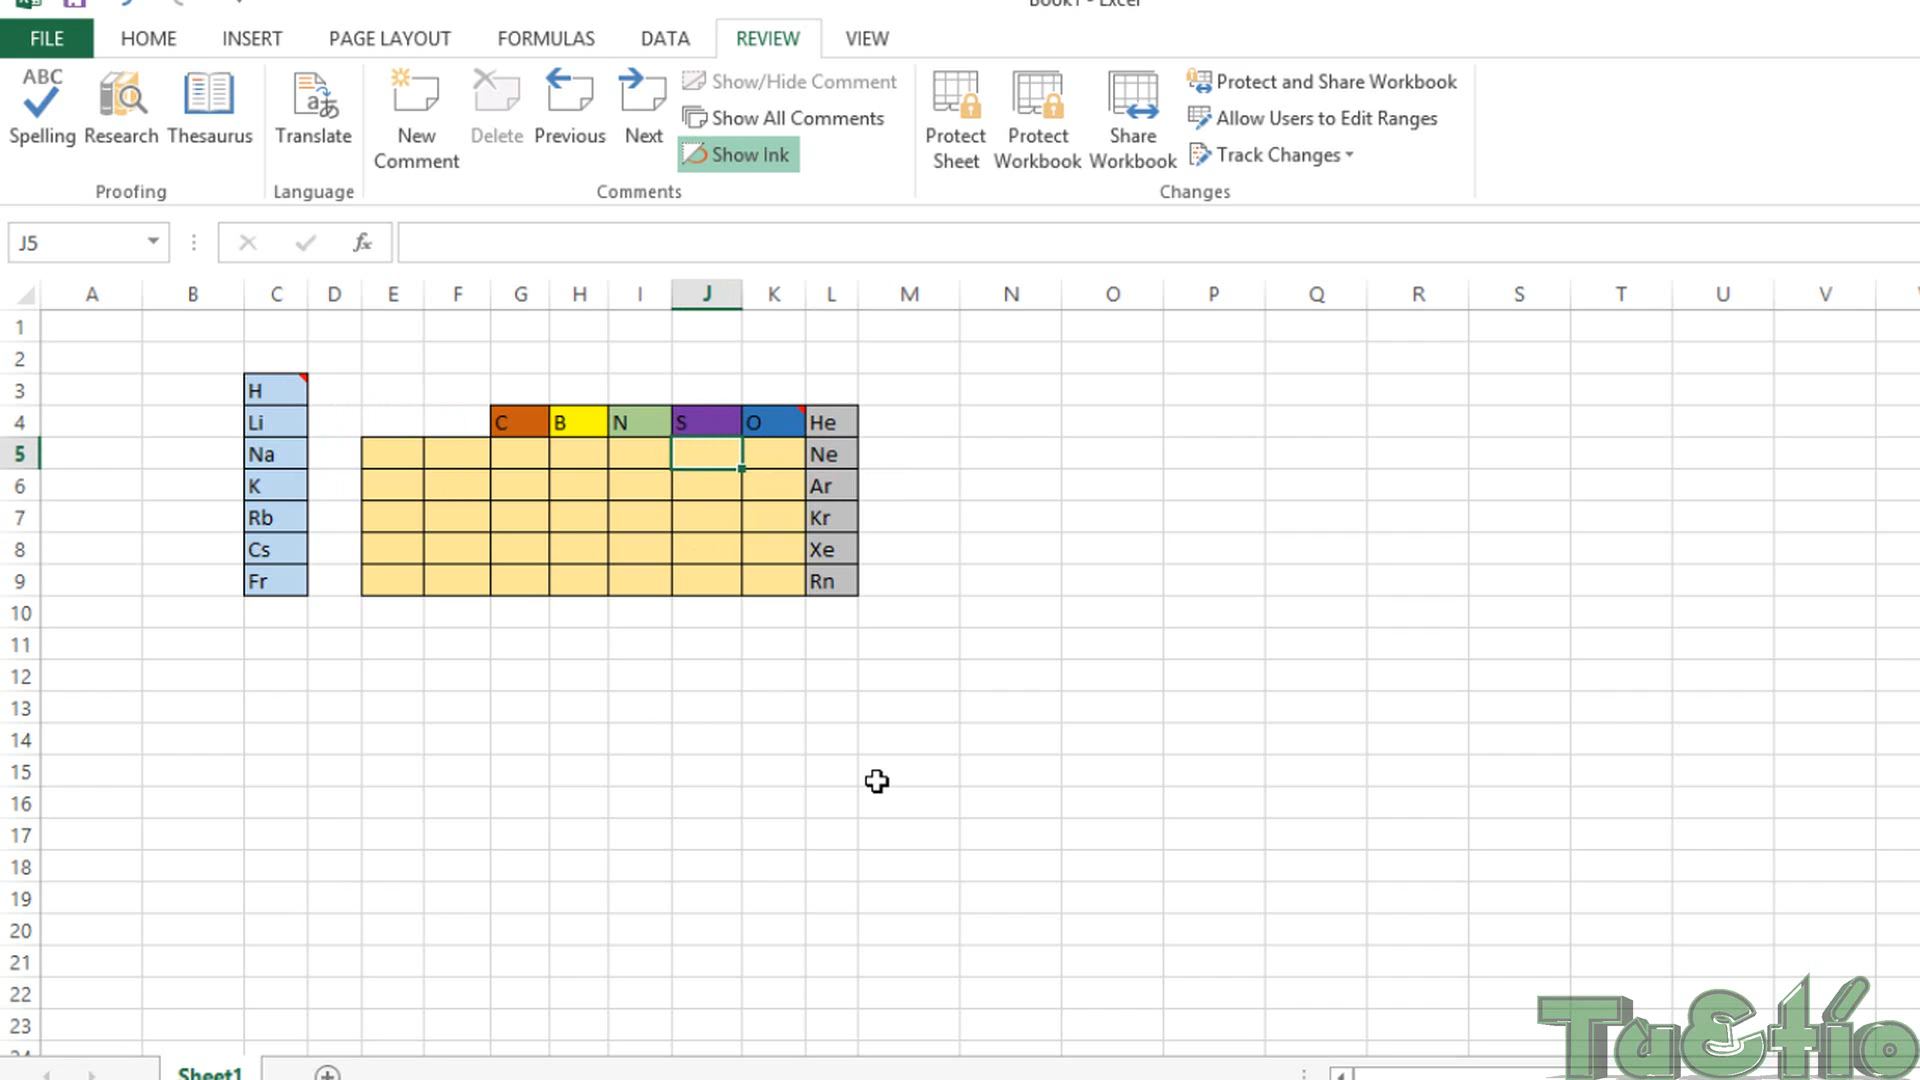 Book1 - Excel
FILE HOME INSERT PAGE LAYOUT FORMULAS DATA REVIEW VIEW
ABC
Spelling Research Thesaurus
Proofing
Translate
Language
New Comment
Delete
Previous
Next
Show/Hide Comment
Show All Comments
Show Ink
Comments
Protect Sheet
Protect Workbook
Share Workbook
Protect and Share Workbook
Allow Users to Edit Ranges
Track Changes
Changes
J5 fx
A B C D E F G H I J K L M N O P Q R S T U V
1
2
3 H
4 Li C B N S O He
5 Na Ne
6 K Ar
7 Rb Kr
8 Cs Xe
9 Fr Rn
10
11
12
13
14
15
16
17
18
19
20
21
22
23
Sheet1
TuEtío